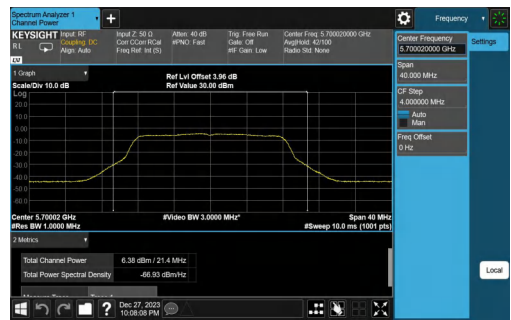 Spectrum Analyzer 1
Channel Power
+
Frequency
KEYSIGHT
RL
Input: RF
Coupling: DC
Align: Auto
Input Z: 50 Ω
Corr CCorr RCal
Freq Ref: Int (S)
Atten: 40 dB
#PNO: Fast
Trig: Free Run
Gate: Off
#IF Gain: Low
Center Freq: 5.700020000 GHz
Avg|Hold: 42/100
Radio Std: None
Center Frequency
5.700020000 GHz
Settings
Span
40.000 MHz
CF Step
4.000000 MHz
Auto
Man
Freq Offset
0 Hz
Local
1 Graph
Scale/Div 10.0 dB
Ref Lvl Offset 3.96 dB
Ref Value 30.00 dBm
Log
20.0
10.0
0.00
-10.0
-20.0
-30.0
-40.0
-50.0
-60.0
Center 5.70002 GHz
#Video BW 3.0000 MHz*
Span 40 MHz
#Res BW 1.0000 MHz
#Sweep 10.0 ms (1001 pts)
2 Metrics
Total Channel Power
6.38 dBm / 21.4 MHz
Total Power Spectral Density
-66.93 dBm/Hz
?
Dec 27, 2023
10:08:08 PM